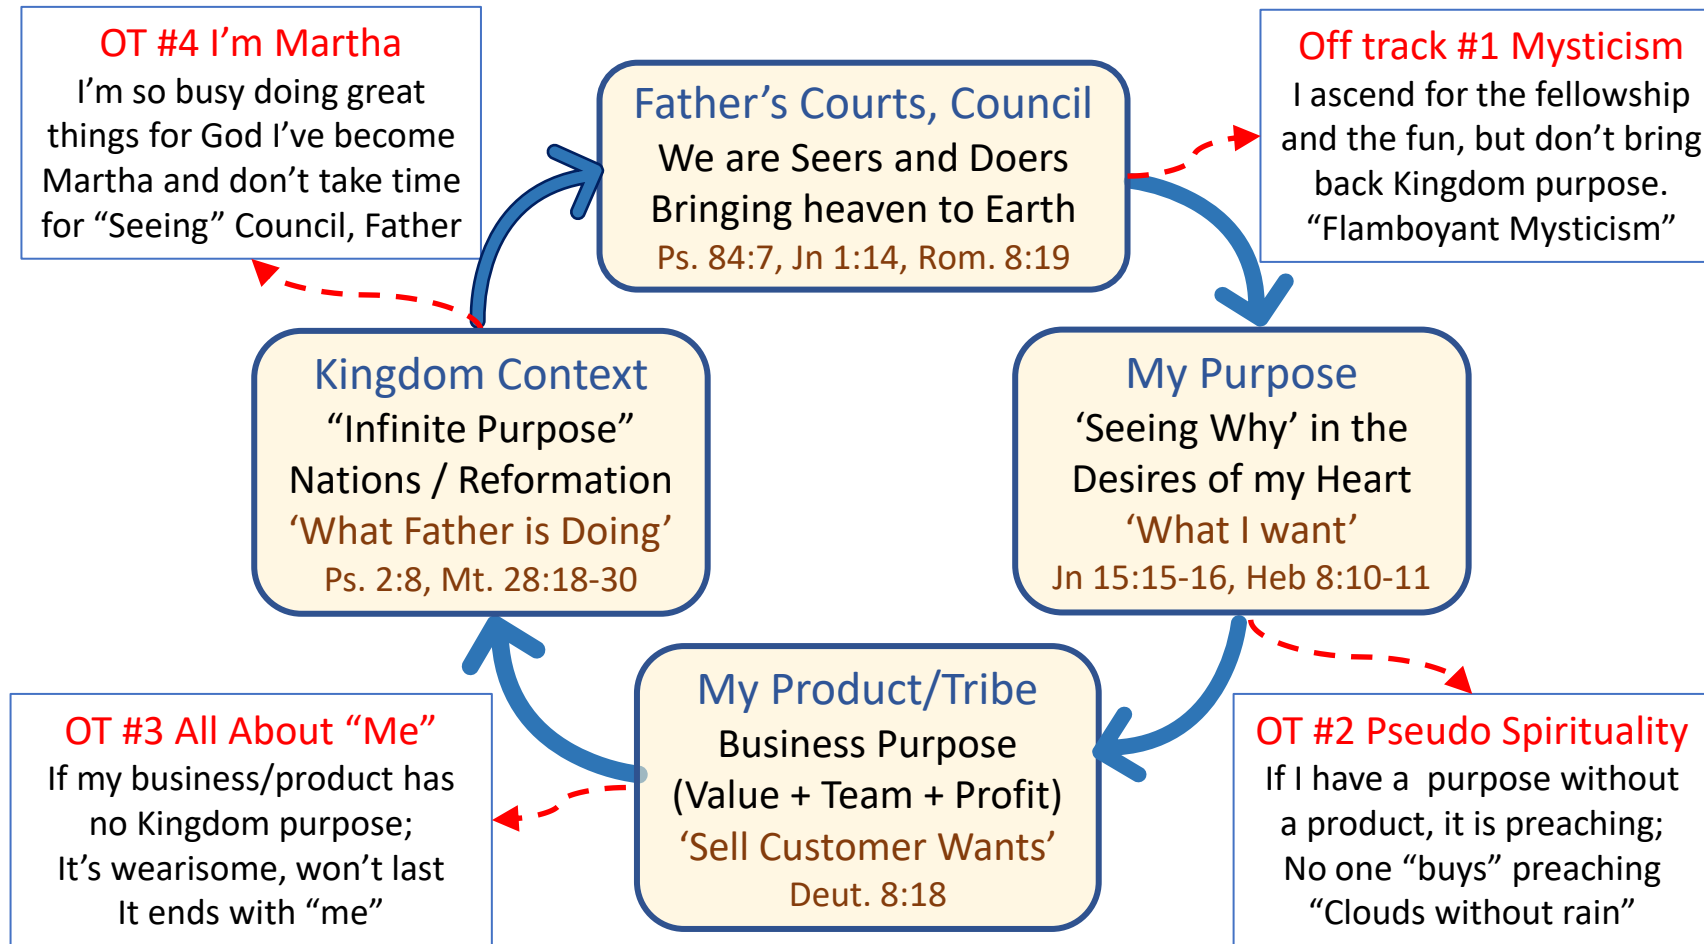 OT #4 I’m Martha
I’m so busy doing great
things for God I’ve become
Martha and don’t take time
for “Seeing” Council, Father
Father’s Courts, Council
We are Seers and Doers
Bringing heaven to Earth
Ps. 84:7, Jn 1:14, Rom. 8:19
Off track #1 Mysticism
I ascend for the fellowship
and the fun, but don’t bring
back Kingdom purpose.
“Flamboyant Mysticism”
Kingdom Context
“Infinite Purpose”
Nations / Reformation
‘What Father is Doing’
Ps. 2:8, Mt. 28:18-30
My Purpose
‘Seeing Why’ in the
Desires of my Heart
‘What I want’
Jn 15:15-16, Heb 8:10-11
OT #3 All About “Me”
If my business/product has
no Kingdom purpose;
It’s wearisome, won’t last
It ends with “me”
My Product/Tribe
Business Purpose
(Value + Team + Profit)
‘Sell Customer Wants’
Deut. 8:18
OT #2 Pseudo Spirituality
If I have a purpose without
a product, it is preaching;
No one “buys” preaching
“Clouds without rain”